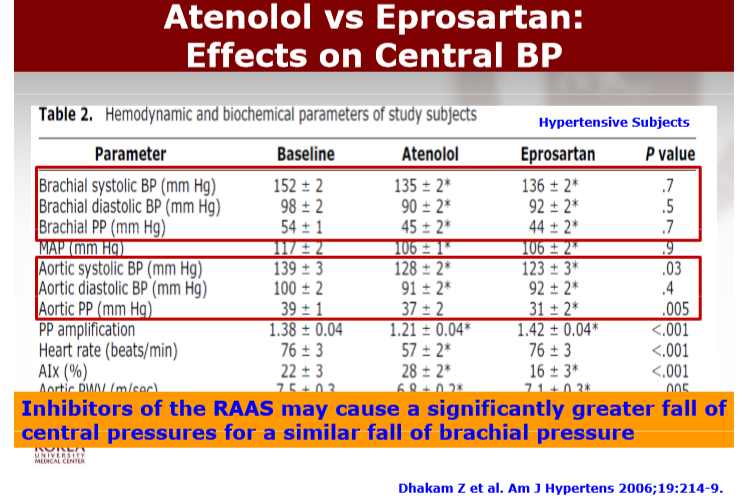 Atenolol vs Eprosartan:
Effects on Central BP
Table 2. Hemodynamic and biochemical parameters of study subjects
Hypertensive Subjects
Parameter Baseline Atenolol Eprosartan P value
Brachial systolic BP (mm Hg) 152 ± 2 135 ± 2* 136 ± 2* .7
Brachial diastolic BP (mm Hg) 98 ± 2 90 ± 2* 92 ± 2* .5
Brachial PP (mm Hg) 54 ± 1 45 ± 2* 44 ± 2* .7
MAP (mm Hg) 117 ± 2 106 ± 1* 106 ± 2* .9
Aortic systolic BP (mm Hg) 139 ± 3 128 ± 2* 123 ± 3* .03
Aortic diastolic BP (mm Hg) 100 ± 2 91 ± 2* 92 ± 2* .4
Aortic PP (mm Hg) 39 ± 1 37 ± 2 31 ± 2* .005
PP amplification 1.38 ± 0.04 1.21 ± 0.04* 1.42 ± 0.04* <.001
Heart rate (beats/min) 76 ± 3 57 ± 2* 76 ± 3 <.001
AIx (%) 22 ± 3 28 ± 2* 16 ± 3* <.001
Aortic PWV (m/sec) 7.5 ± 0.3 6.8 ± 0.2* 7.1 ± 0.3* .005
Inhibitors of the RAAS may cause a significantly greater fall of
central pressures for a similar fall of brachial pressure
KOREA
UNIVERSITY
MEDICAL CENTER
Dhakam Z et al. Am J Hypertens 2006;19:214-9.